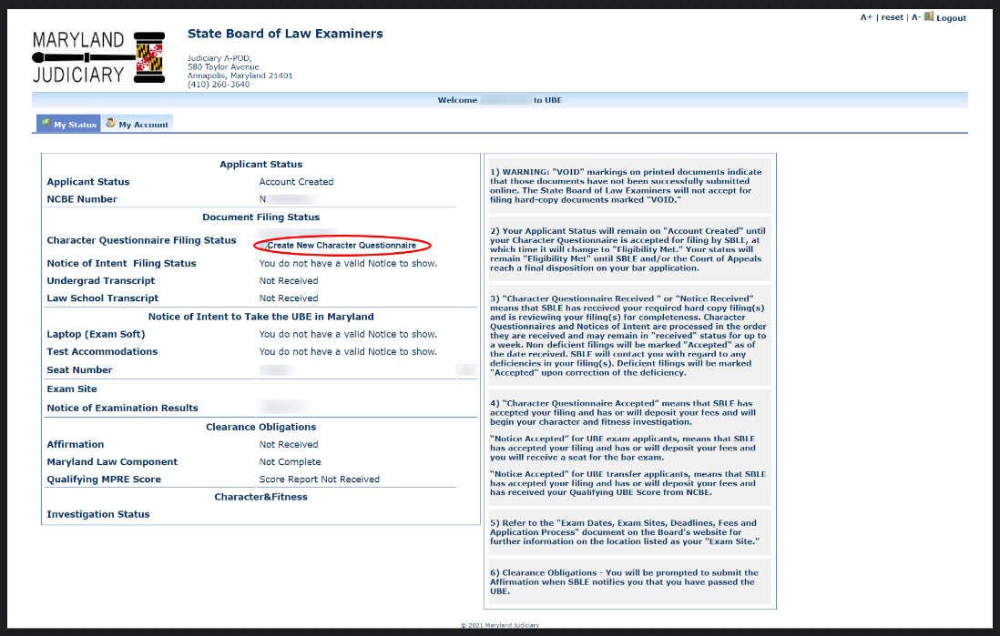 A+ | reset | A- Logout
MARYLAND
JUDICIARY
State Board of Law Examiners
Judiciary A-POD,
580 Taylor Avenue
Annapolis, Maryland 21401
(410) 260-3640
Welcome to UBE
My Status My Account
Applicant Status
Applicant Status Account Created
NCBE Number N
Document Filing Status
Character Questionnaire Filing Status Create New Character Questionnaire
Notice of Intent Filing Status You do not have a valid Notice to show.
Undergrad Transcript Not Received
Law School Transcript Not Received
Notice of Intent to Take the UBE in Maryland
Laptop (Exam Soft) You do not have a valid Notice to show.
Test Accommodations You do not have a valid Notice to show.
Seat Number
Exam Site
Notice of Examination Results
Clearance Obligations
Affirmation Not Received
Maryland Law Component Not Complete
Qualifying MPRE Score Score Report Not Received
Character&Fitness
Investigation Status
1) WARNING: "VOID" markings on printed documents indicate
that those documents have not been successfully submitted
online. The State Board of Law Examiners will not accept for
filing hard-copy documents marked "VOID."
2) Your Applicant Status will remain on "Account Created" until
your Character Questionnaire is accepted for filing by SBLE, at
which time it will change to "Eligibility Met." Your status will
remain "Eligibility Met" until SBLE and/or the Court of Appeals
reach a final disposition on your bar application.
3) "Character Questionnaire Received " or "Notice Received"
means that SBLE has received your required hard copy filing(s)
and is reviewing your filing(s) for completeness. Character
Questionnaires and Notices of Intent are processed in the order
they are received and may remain in "received" status for up to
a week. Non-deficient filings will be marked "Accepted" as of
the date received. SBLE will contact you with regard to any
deficiencies in your filing(s). Deficient filings will be marked
"Accepted" upon correction of the deficiency.
4) “Character Questionnaire Accepted” means that SBLE has
accepted your filing and has or will deposit your fees and will
begin your character and fitness investigation.
“Notice Accepted” for UBE exam applicants, means that SBLE
has accepted your filing and has or will deposit your fees and
you will receive a seat for the bar exam.
“Notice Accepted" for UBE transfer applicants, means that SBLE
has accepted your filing and has or will deposit your fees and
has received your Qualifying UBE Score from NCBE.
5) Refer to the "Exam Dates, Exam Sites, Deadlines, Fees and
Application Process" document on the Board's website for
further information on the location listed as your "Exam Site."
6) Clearance Obligations - You will be prompted to submit the
Affirmation when SBLE notifies you that you have passed the
UBE.
© 2021 Maryland Judiciary